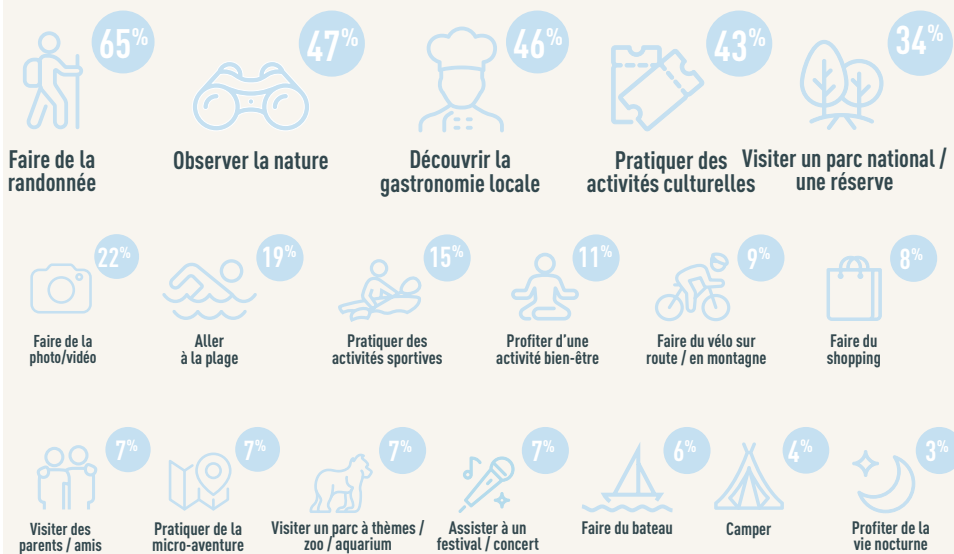 65%
47%
46%
43%
34%
Faire de la
randonnée
Observer la nature
Découvrir la
gastronomie locale
Pratiquer des
activités culturelles
Visiter un parc national /
une réserve
22%
19%
15%
11%
9%
8%
Faire de la
photo/vidéo
Aller
à la plage
Pratiquer des
activités sportives
Profiter d'une
activité bien-être
Faire du vélo sur
route / en montagne
Faire du
shopping
7%
7%
7%
7%
6%
4%
3%
Visiter des
parents / amis
Pratiquer de la
micro-aventure
Visiter un parc à thèmes /
zoo / aquarium
Assister à un
festival / concert
Faire du bateau
Camper
Profiter de la
vie nocturne